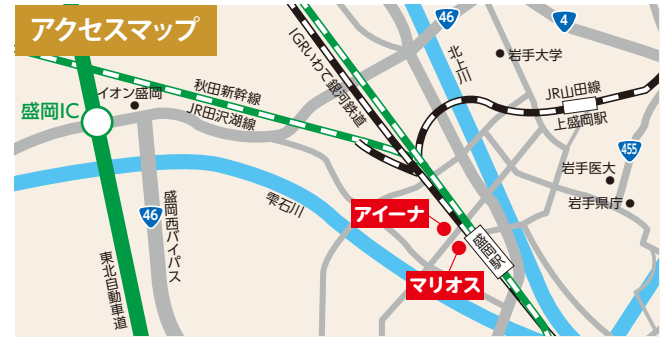 アクセスマップ
46
4
北上川
岩手大学
IGRいわて銀河鉄道
JR山田線
上盛岡駅
秋田新幹線
JR田沢湖線
イオン盛岡
盛岡IC
455
岩手医大
岩手県庁
46
盛岡西バイパス
雫石川
アイーナ
盛岡駅
マリオス
東北自動車道